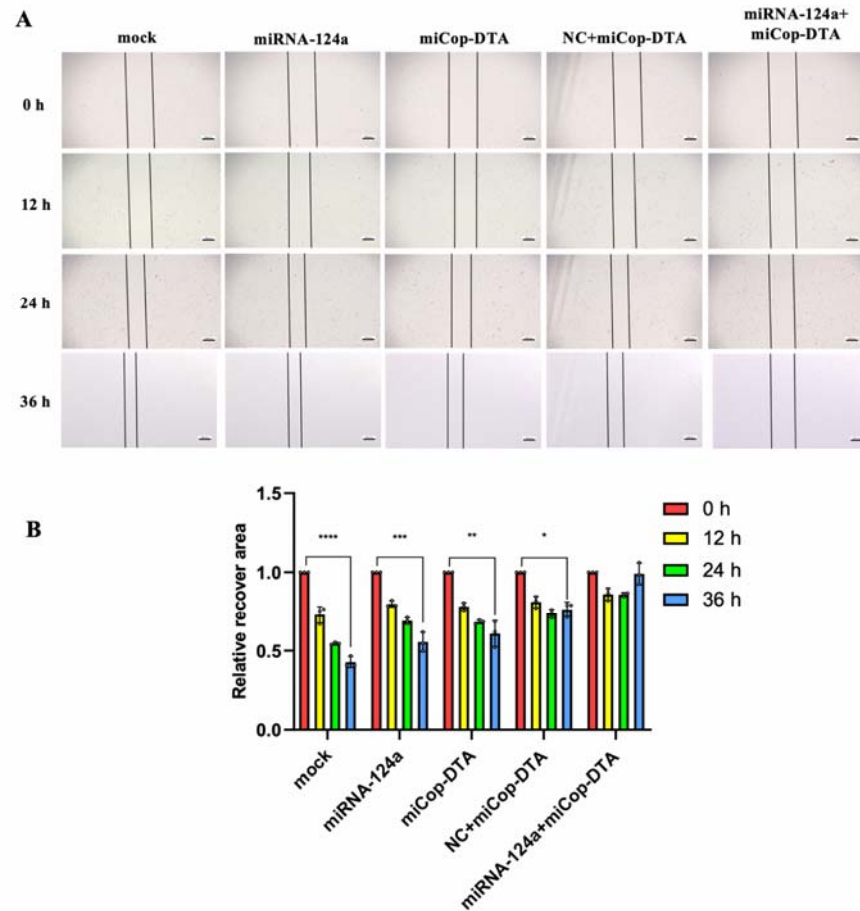 A
mock
miRNA-124a
miCop-DTA
NC+miCop-DTA
miRNA-124a+
miCop-DTA
0 h
12 h
24 h
36 h
B
Relative recover area
1.5
1.0
0.5
0.0
****
***
**
*
0 h
12 h
24 h
36 h
mock
miRNA-124a
miCop-DTA
NC+miCop-DTA
miRNA-124a+miCop-DTA